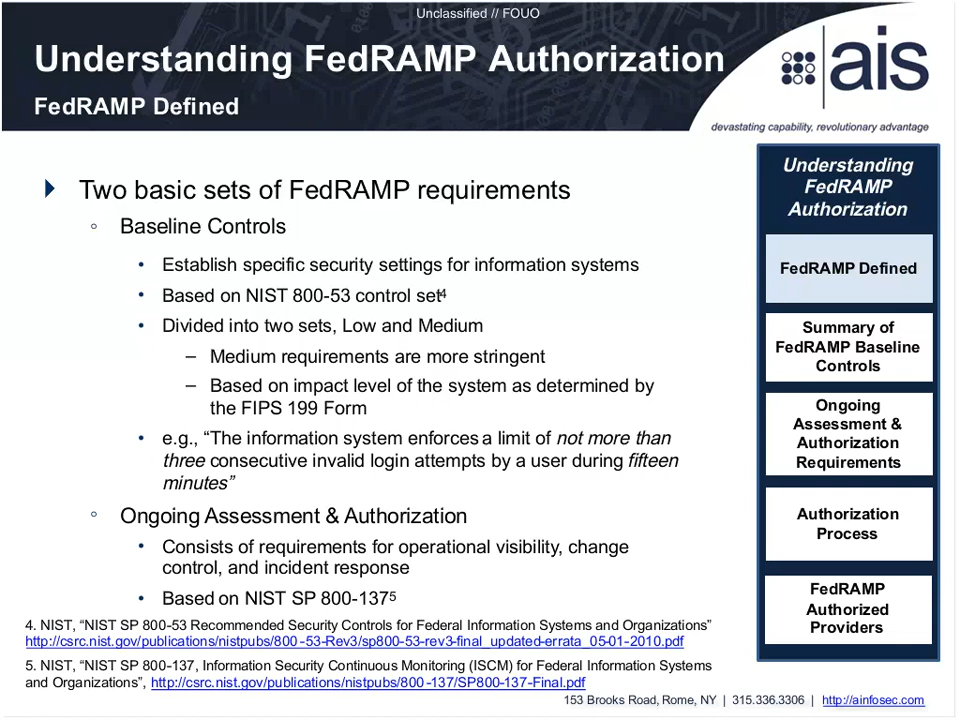 Unclassified // FOUO
Understanding FedRAMP Authorization
FedRAMP Defined
ais
devastating capability, revolutionary advantage
Two basic sets of FedRAMP requirements
Baseline Controls
Establish specific security settings for information systems
Based on NIST 800-53 control set4
Divided into two sets, Low and Medium
– Medium requirements are more stringent
– Based on impact level of the system as determined by
the FIPS 199 Form
e.g., “The information system enforces a limit of not more than
three consecutive invalid login attempts by a user during fifteen
minutes”
Ongoing Assessment & Authorization
Consists of requirements for operational visibility, change
control, and incident response
Based on NIST SP 800-1375
4. NIST, “NIST SP 800-53 Recommended Security Controls for Federal Information Systems and Organizations”
http://csrc.nist.gov/publications/nistpubs/800-53-Rev3/sp800-53-rev3-final_updated-errata_05-01-2010.pdf
5. NIST, “NIST SP 800-137, Information Security Continuous Monitoring (ISCM) for Federal Information Systems
and Organizations”, http://csrc.nist.gov/publications/nistpubs/800-137/SP800-137-Final.pdf
Understanding
FedRAMP
Authorization
FedRAMP Defined
Summary of
FedRAMP Baseline
Controls
Ongoing
Assessment &
Authorization
Requirements
Authorization
Process
FedRAMP
Authorized
Providers
153 Brooks Road, Rome, NY | 315.336.3306 | http://ainfosec.com